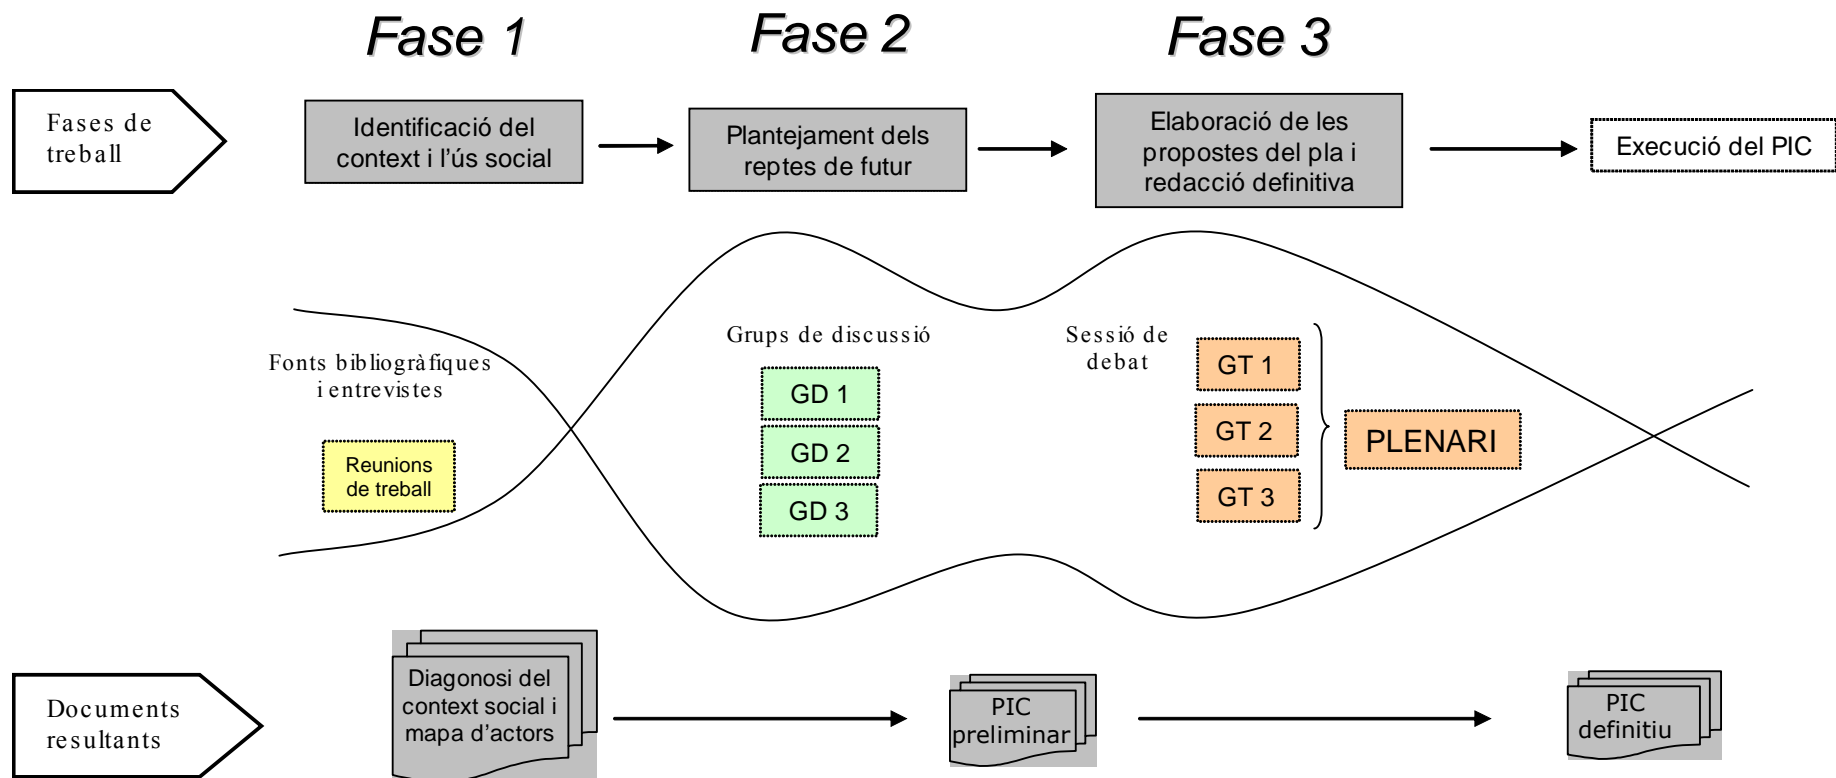 Fase 1
Fase 2
Fase 3
Fases de
treball
Identificació del
context i l'ús social
Plantejament dels
reptes de futur
Elaboració de les
propostes del pla i
redacció definitiva
Execució del PIC
Fonts bibliogràfiques
i entrevistes
Reunions
de treball
Grups de discussió
GD 1
GD 2
GD 3
Sessió de
debat
GT 1
GT 2
GT 3
PLENARI
Documents
resultants
Diagonosi del
context social i
mapa d'actors
PIC
preliminar
PIC
definitiu